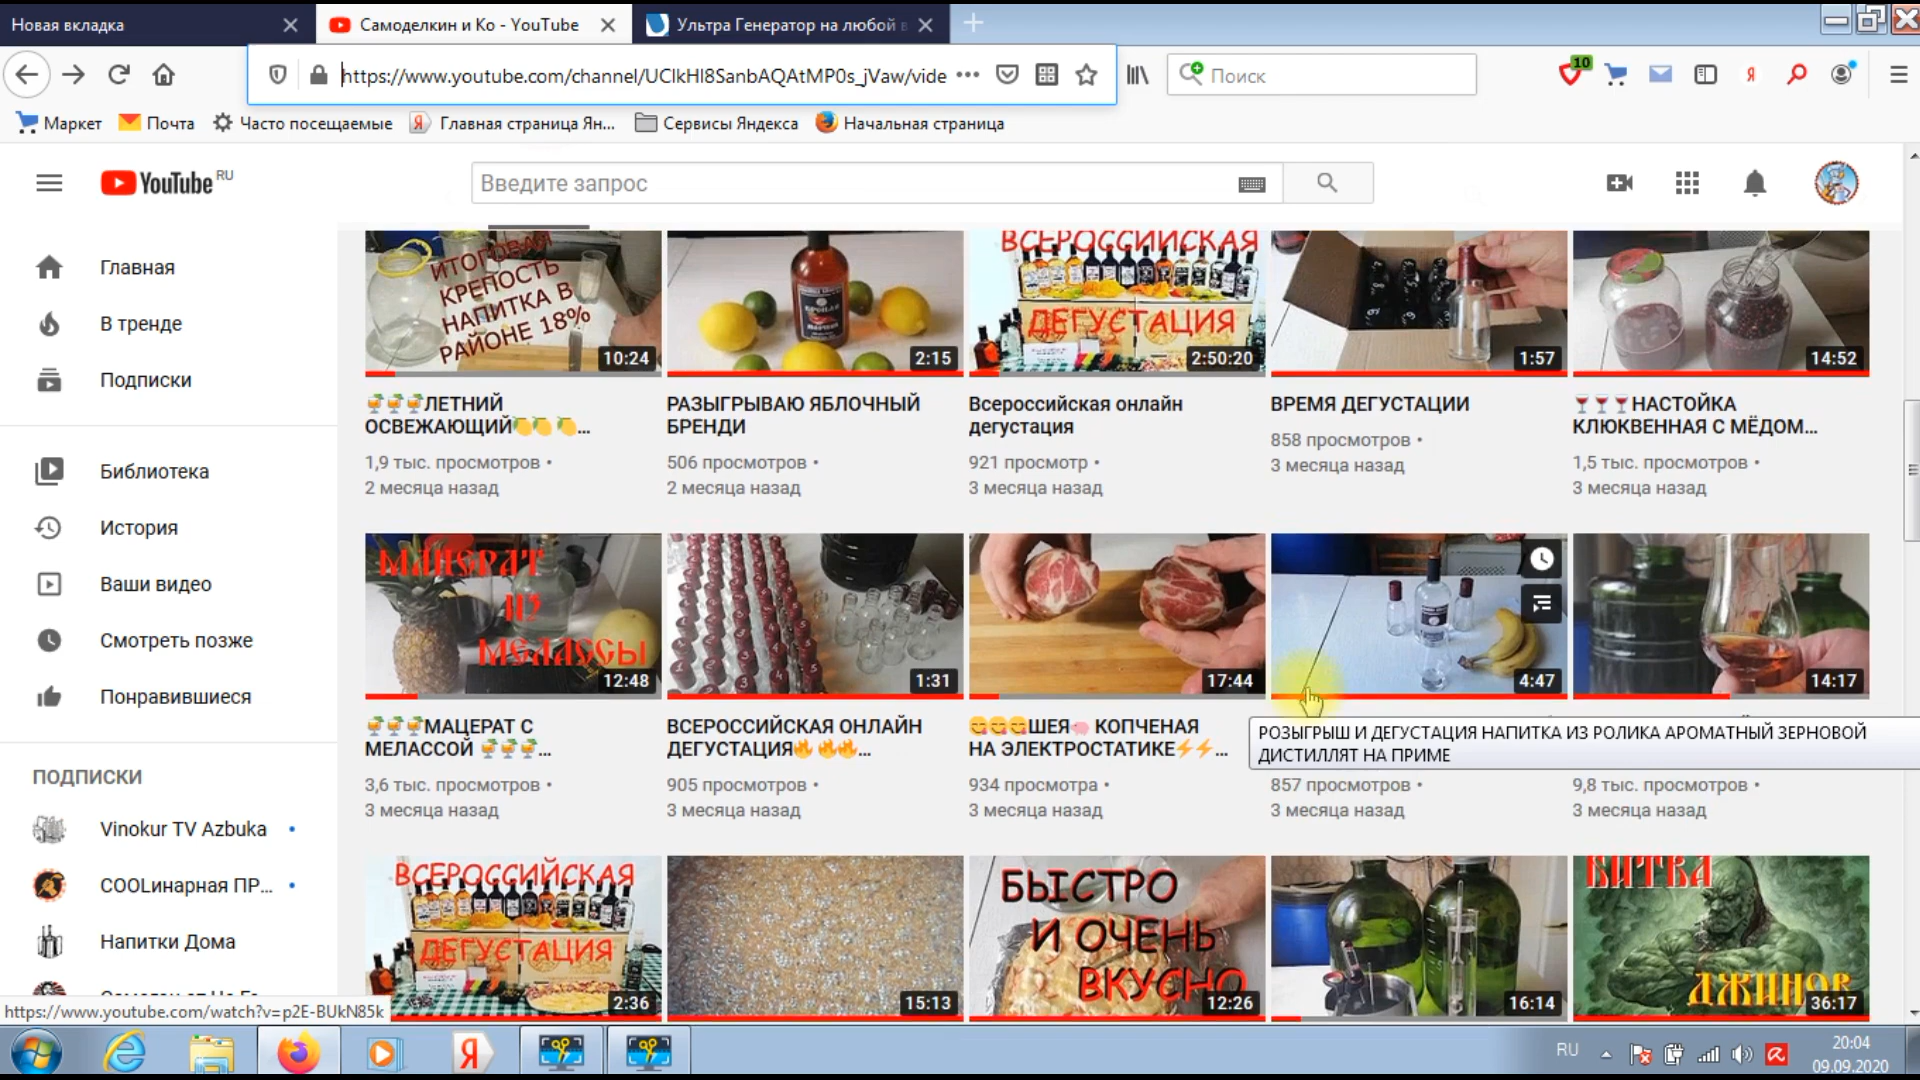 Новая вкладка
Самоделкин и Ко - YouTube
Ультра Генератор на любой в
https://www.youtube.com/channel/UClkHl8SanbAQAtMP0s_jVaw/vide
Поиск
10
Маркет
Почта
Часто посещаемые
Главная страница Ян...
Сервисы Яндекса
Начальная страница
YouTube RU
Введите запрос
Главная
В тренде
Подписки
Библиотека
История
Ваши видео
Смотреть позже
Понравившиеся
ПОДПИСКИ
Vinokur TV Azbuka
COOLинарная ПР...
Напитки Дома
ИТОГОВАЯ
КРЕПОСТЬ
НАПИТКА В
РАЙОНЕ 18%
10:24
2:15
ВСЕРОССИЙСКАЯ
ДЕГУСТАЦИЯ
2:50:20
1:57
14:52
🍹🍹🍹ЛЕТНИЙ
ОСВЕЖАЮЩИЙ🍋🍋 🍋...
1,9 тыс. просмотров •
2 месяца назад
РАЗЫГРЫВАЮ ЯБЛОЧНЫЙ
БРЕНДИ
506 просмотров •
2 месяца назад
Всероссийская онлайн
дегустация
921 просмотр •
3 месяца назад
ВРЕМЯ ДЕГУСТАЦИИ
858 просмотров •
3 месяца назад
🍷🍷🍷НАСТОЙКА
КЛЮКВЕННАЯ С МЁДОМ...
1,5 тыс. просмотров •
3 месяца назад
МАЦЕРАТ
ИЗ
МЕЛАССЫ
12:48
1:31
17:44
4:47
14:17
🍹🍹🍹МАЦЕРАТ С
МЕЛАССОЙ 🍹🍹🍹...
3,6 тыс. просмотров •
3 месяца назад
ВСЕРОССИЙСКАЯ ОНЛАЙН
ДЕГУСТАЦИЯ🔥 🔥🔥...
905 просмотров •
3 месяца назад
😋😋😋ШЕЯ🐖 КОПЧЕНАЯ
НА ЭЛЕКТРОСТАТИКЕ⚡⚡...
934 просмотра •
3 месяца назад
РОЗЫГРЫШ И ДЕГУСТАЦИЯ НАПИТКА ИЗ РОЛИКА АРОМАТНЫЙ ЗЕРНОВОЙ
ДИСТИЛЛЯТ НА ПРИМЕ
857 просмотров •
3 месяца назад
9,8 тыс. просмотров •
3 месяца назад
ВСЕРОССИЙСКАЯ
ДЕГУСТАЦИЯ
2:36
15:13
БЫСТРО
И ОЧЕНЬ
ВКУСНО
12:26
16:14
БИТВА
ДЖИНОВ
36:17
https://www.youtube.com/watch?v=p2E-BUkN85k
RU
20:04
09.09.2020